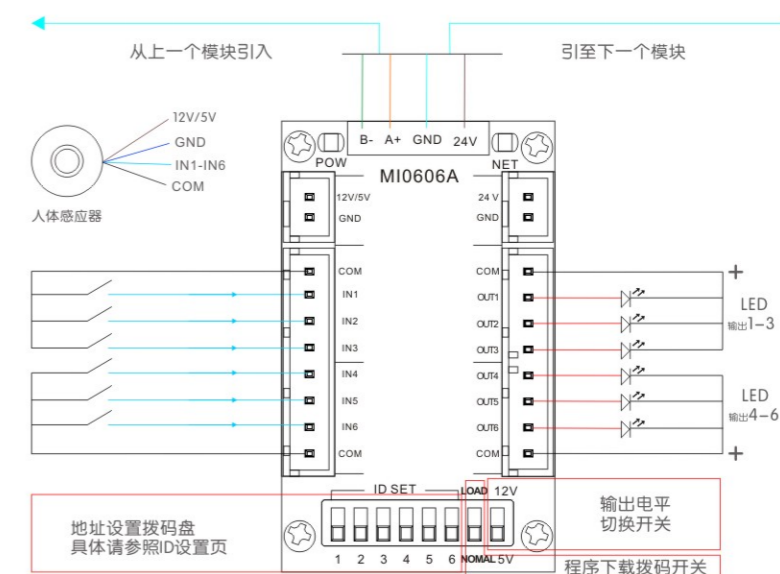 从上一个模块引入
引至下一个模块
12V/5V
GND
IN1-IN6
COM
人体感应器
B- A+ GND 24V
POW
NET
MI0606A
12V/5V
GND
24 V
GND
COM
IN1
IN2
IN3
IN4
IN5
IN6
COM
COM
OUT1
OUT2
OUT3
OUT4
OUT5
OUT6
COM
+
LED
输出1-3
LED
输出4-6
+
ID SET
LOAD 12V
1 2 3 4 5 6 NOMAL 5V
地址设置拨码盘
具体请参照ID设置页
输出电平
切换开关
程序下载拨码开关